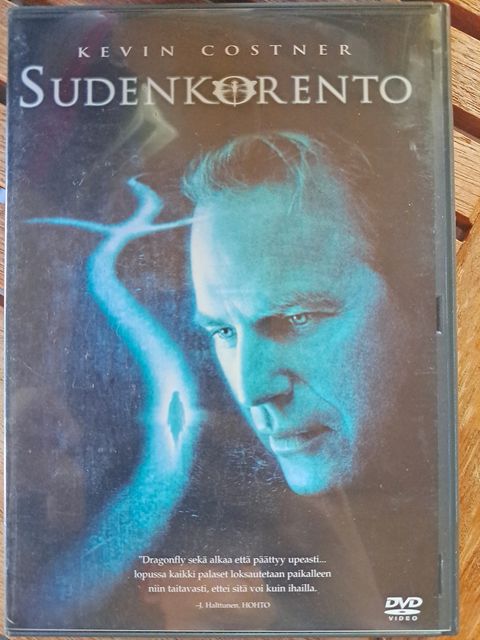 KEVIN COSTNER
SUDENKORENTO
"Dragonfly sekä alkaa että päättyy upeasti...
lopussa kaikki palaset loksautetaan paikalleen
niin taitavasti, ettei sitä voi kuin ihailla.
–J. Halttunen, HOHTO
DVD
VIDEO